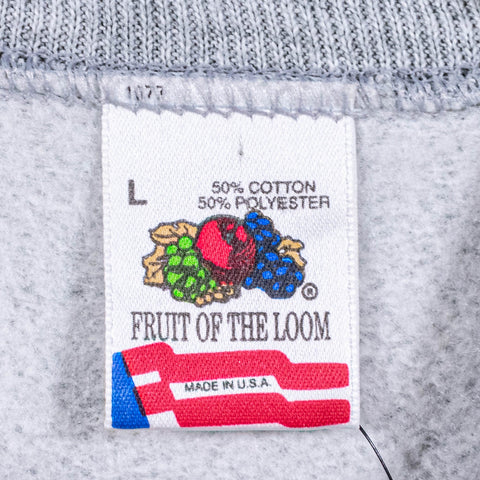 L
50% COTTON
50% POLYESTER
®
FRUIT OF THE LOOM
MADE IN U.S.A.